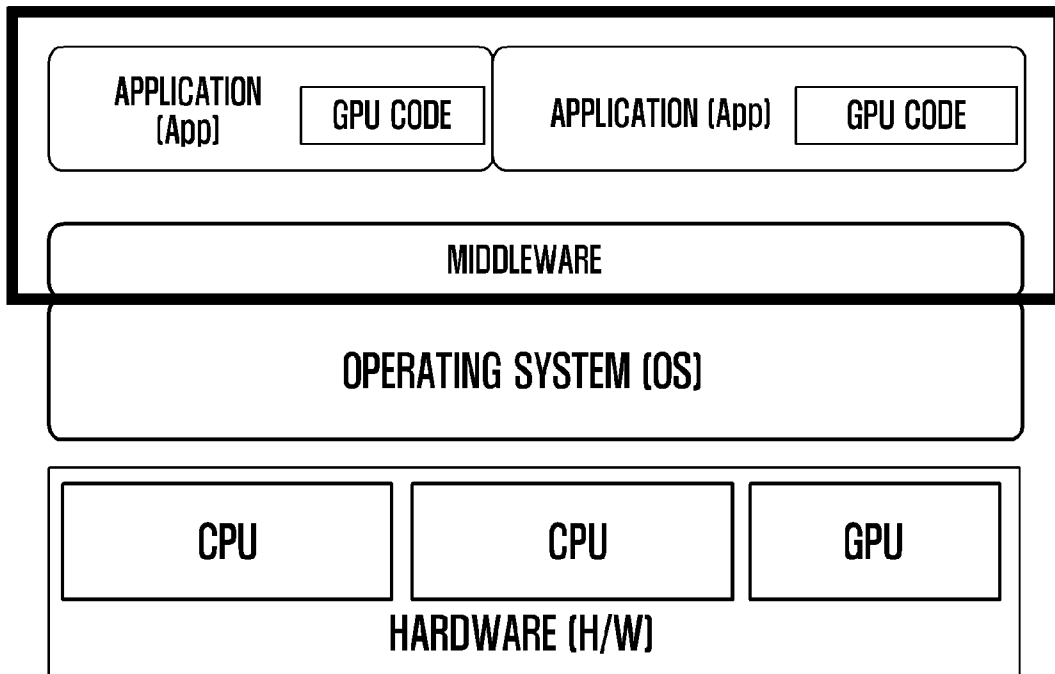 APPLICATION
(App)
GPU CODE
APPLICATION (App)
GPU CODE
MIDDLEWARE
OPERATING SYSTEM (OS)
CPU
CPU
GPU
HARDWARE (H/W)